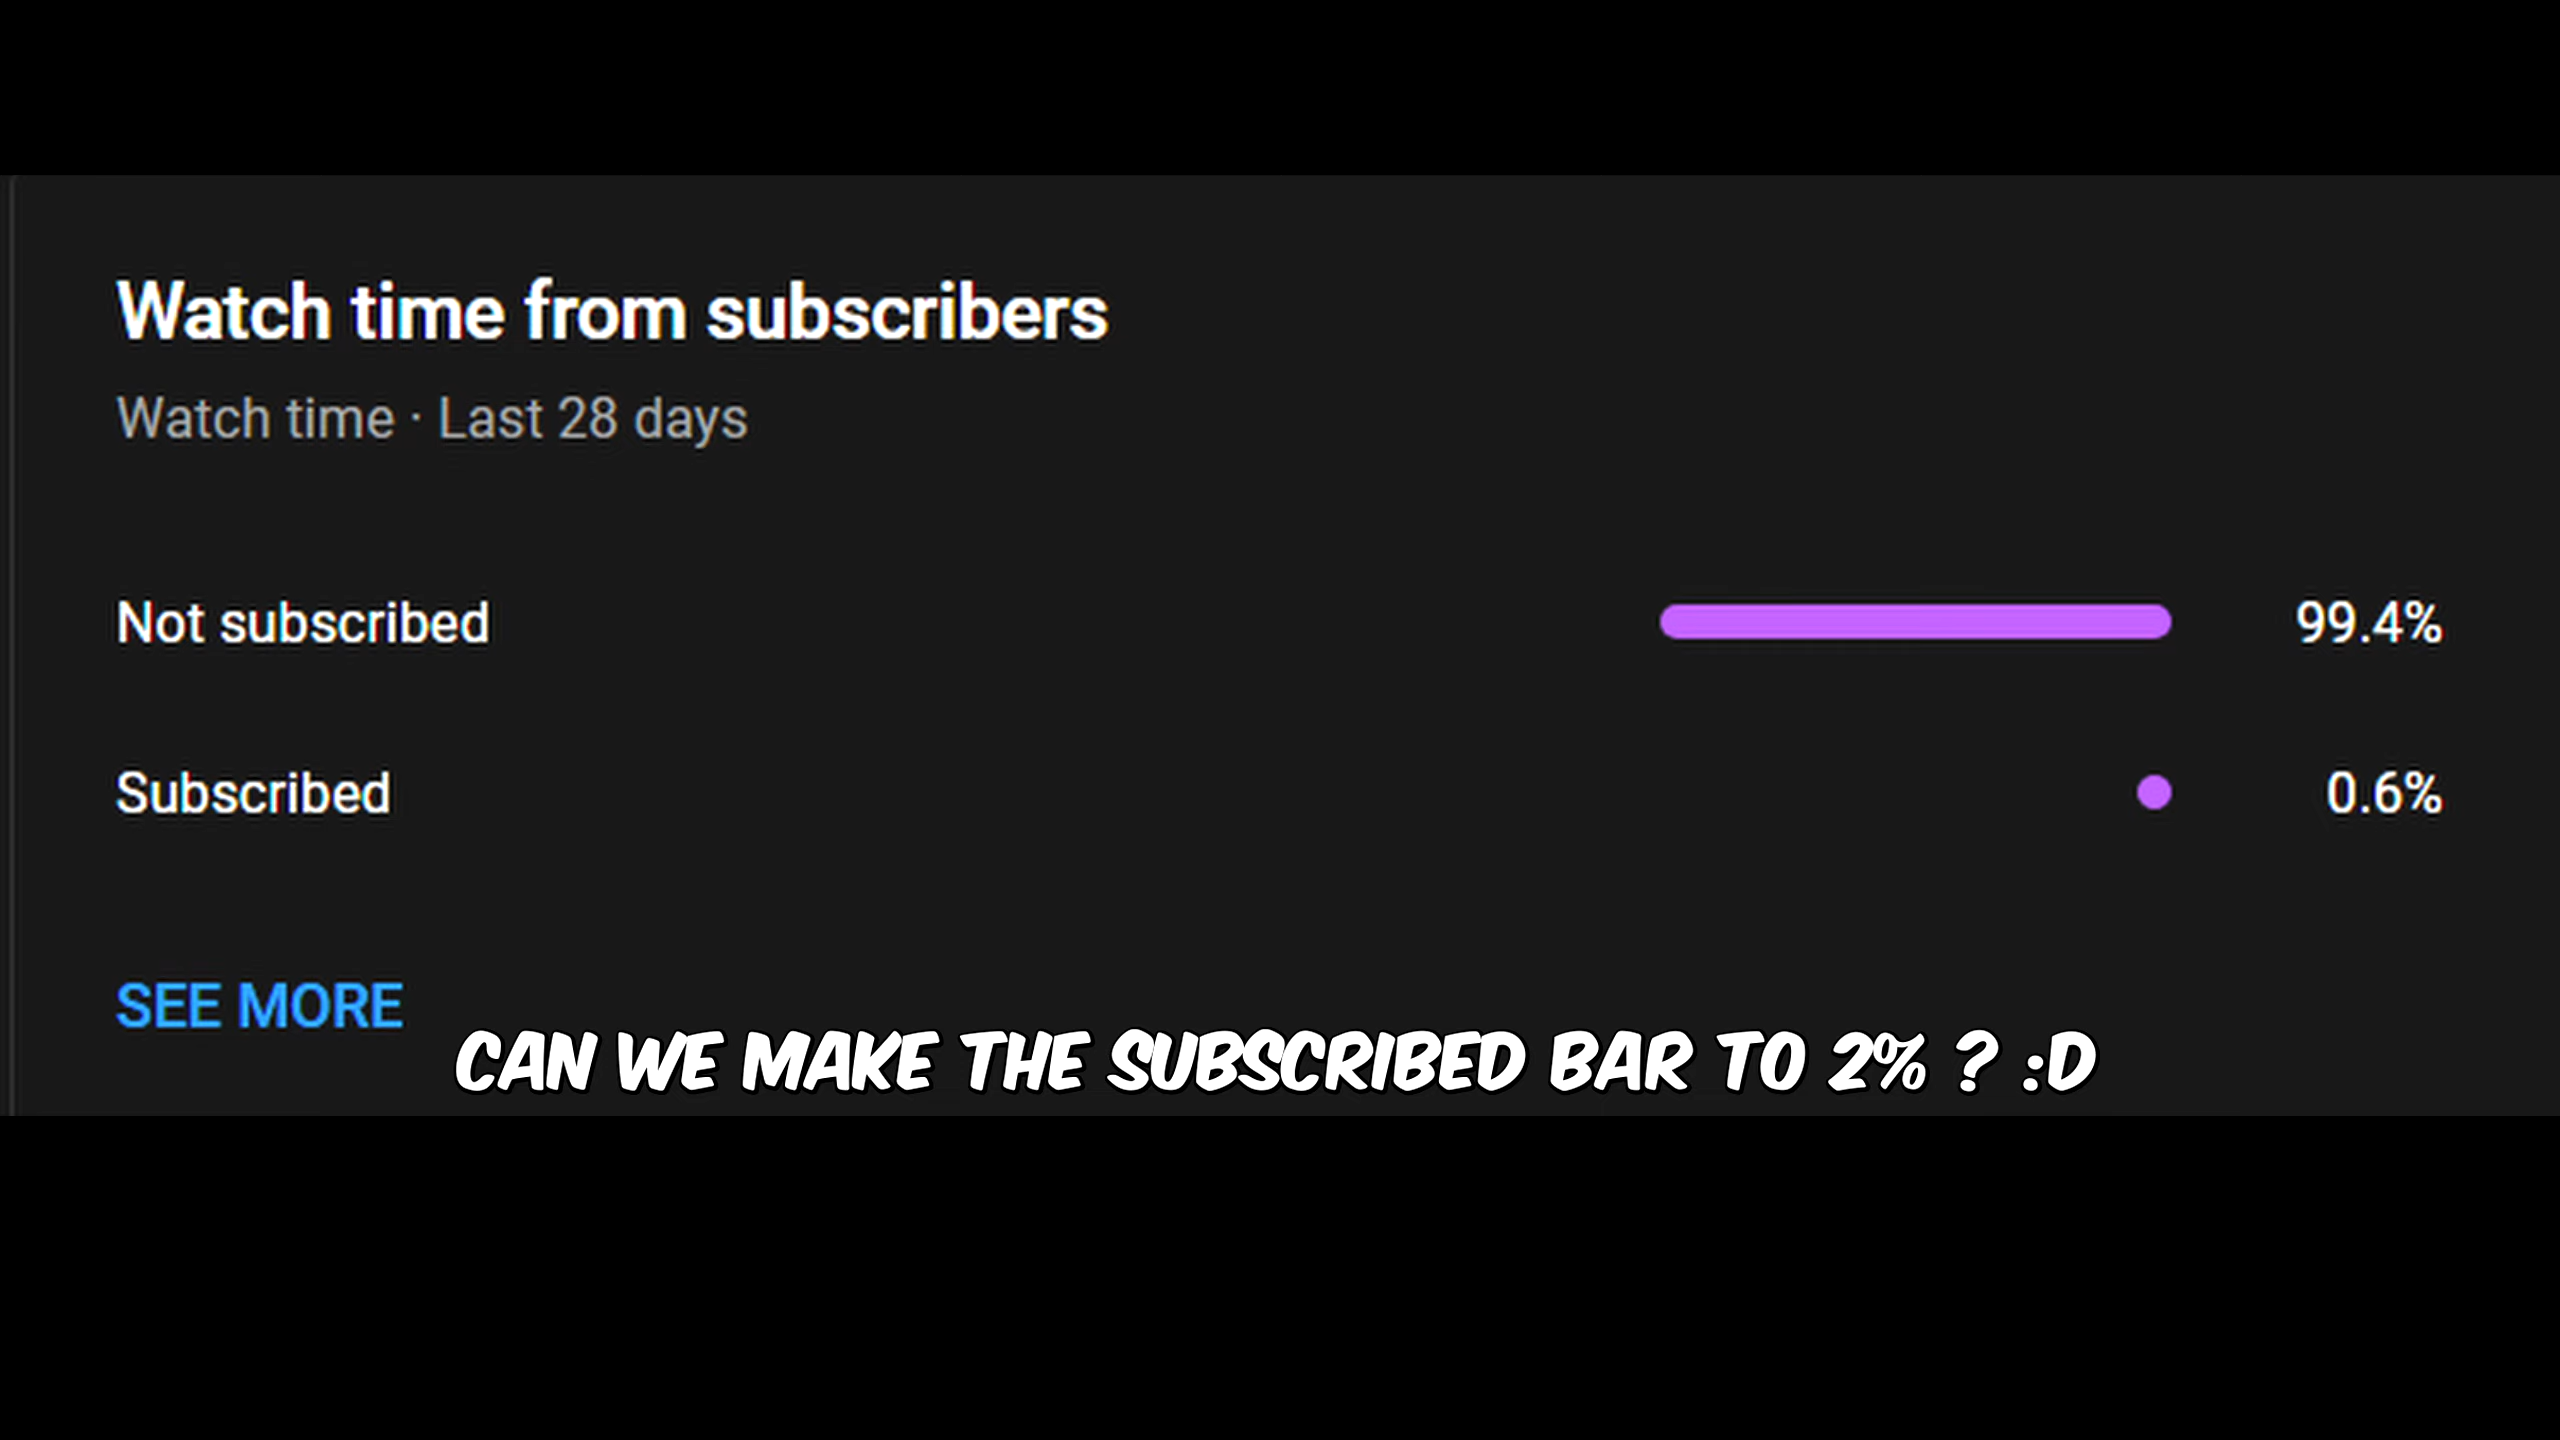 Watch time from subscribers
Watch time · Last 28 days
Not subscribed 99.4%
Subscribed 0.6%
SEE MORE
CAN WE MAKE THE SUBSCRIBED BAR TO 2% ? :D